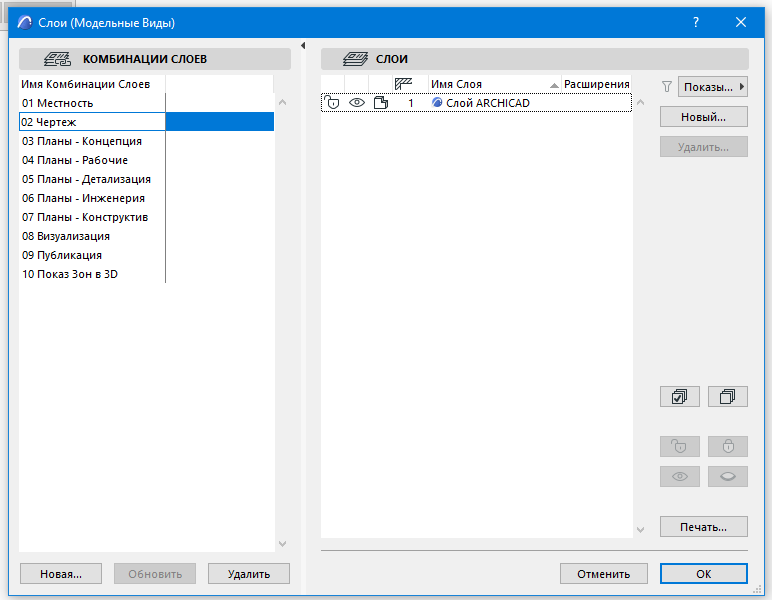 Слои (Модельные Виды)
?
КОМБИНАЦИИ СЛОЕВ
Имя Комбинации Слоев
01 Местность
02 Чертеж
03 Планы - Концепция
04 Планы - Рабочие
05 Планы - Детализация
06 Планы - Инженерия
07 Планы - Конструктив
08 Визуализация
09 Публикация
10 Показ Зон в 3D
Новая...
Обновить
Удалить
СЛОИ
Имя Слоя Расширения
1 Слой ARCHICAD
Показы...
Новый...
Удалить...
Печать...
Отменить
OK